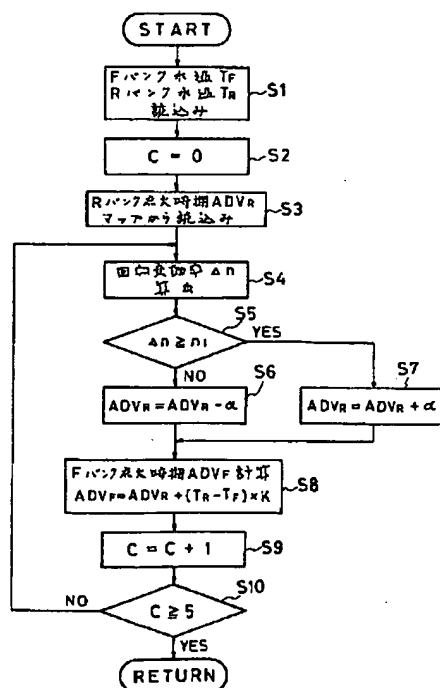 START
Fバンク水温TF
Rバンク水温TR
読込み
S1
C = 0
S2
Rバンク点火時期ADVR
マップから読込み
S3
回転変動率 Δn
算出
S4
S5
Δn ≧ n1
YES
NO
S6
S7
ADVR = ADVR - α
ADVR = ADVR + α
Fバンク点火時期ADVF計算
ADVF = ADVR + (TR - TF) × K
S8
C = C + 1
S9
NO
S10
C ≧ 5
YES
RETURN